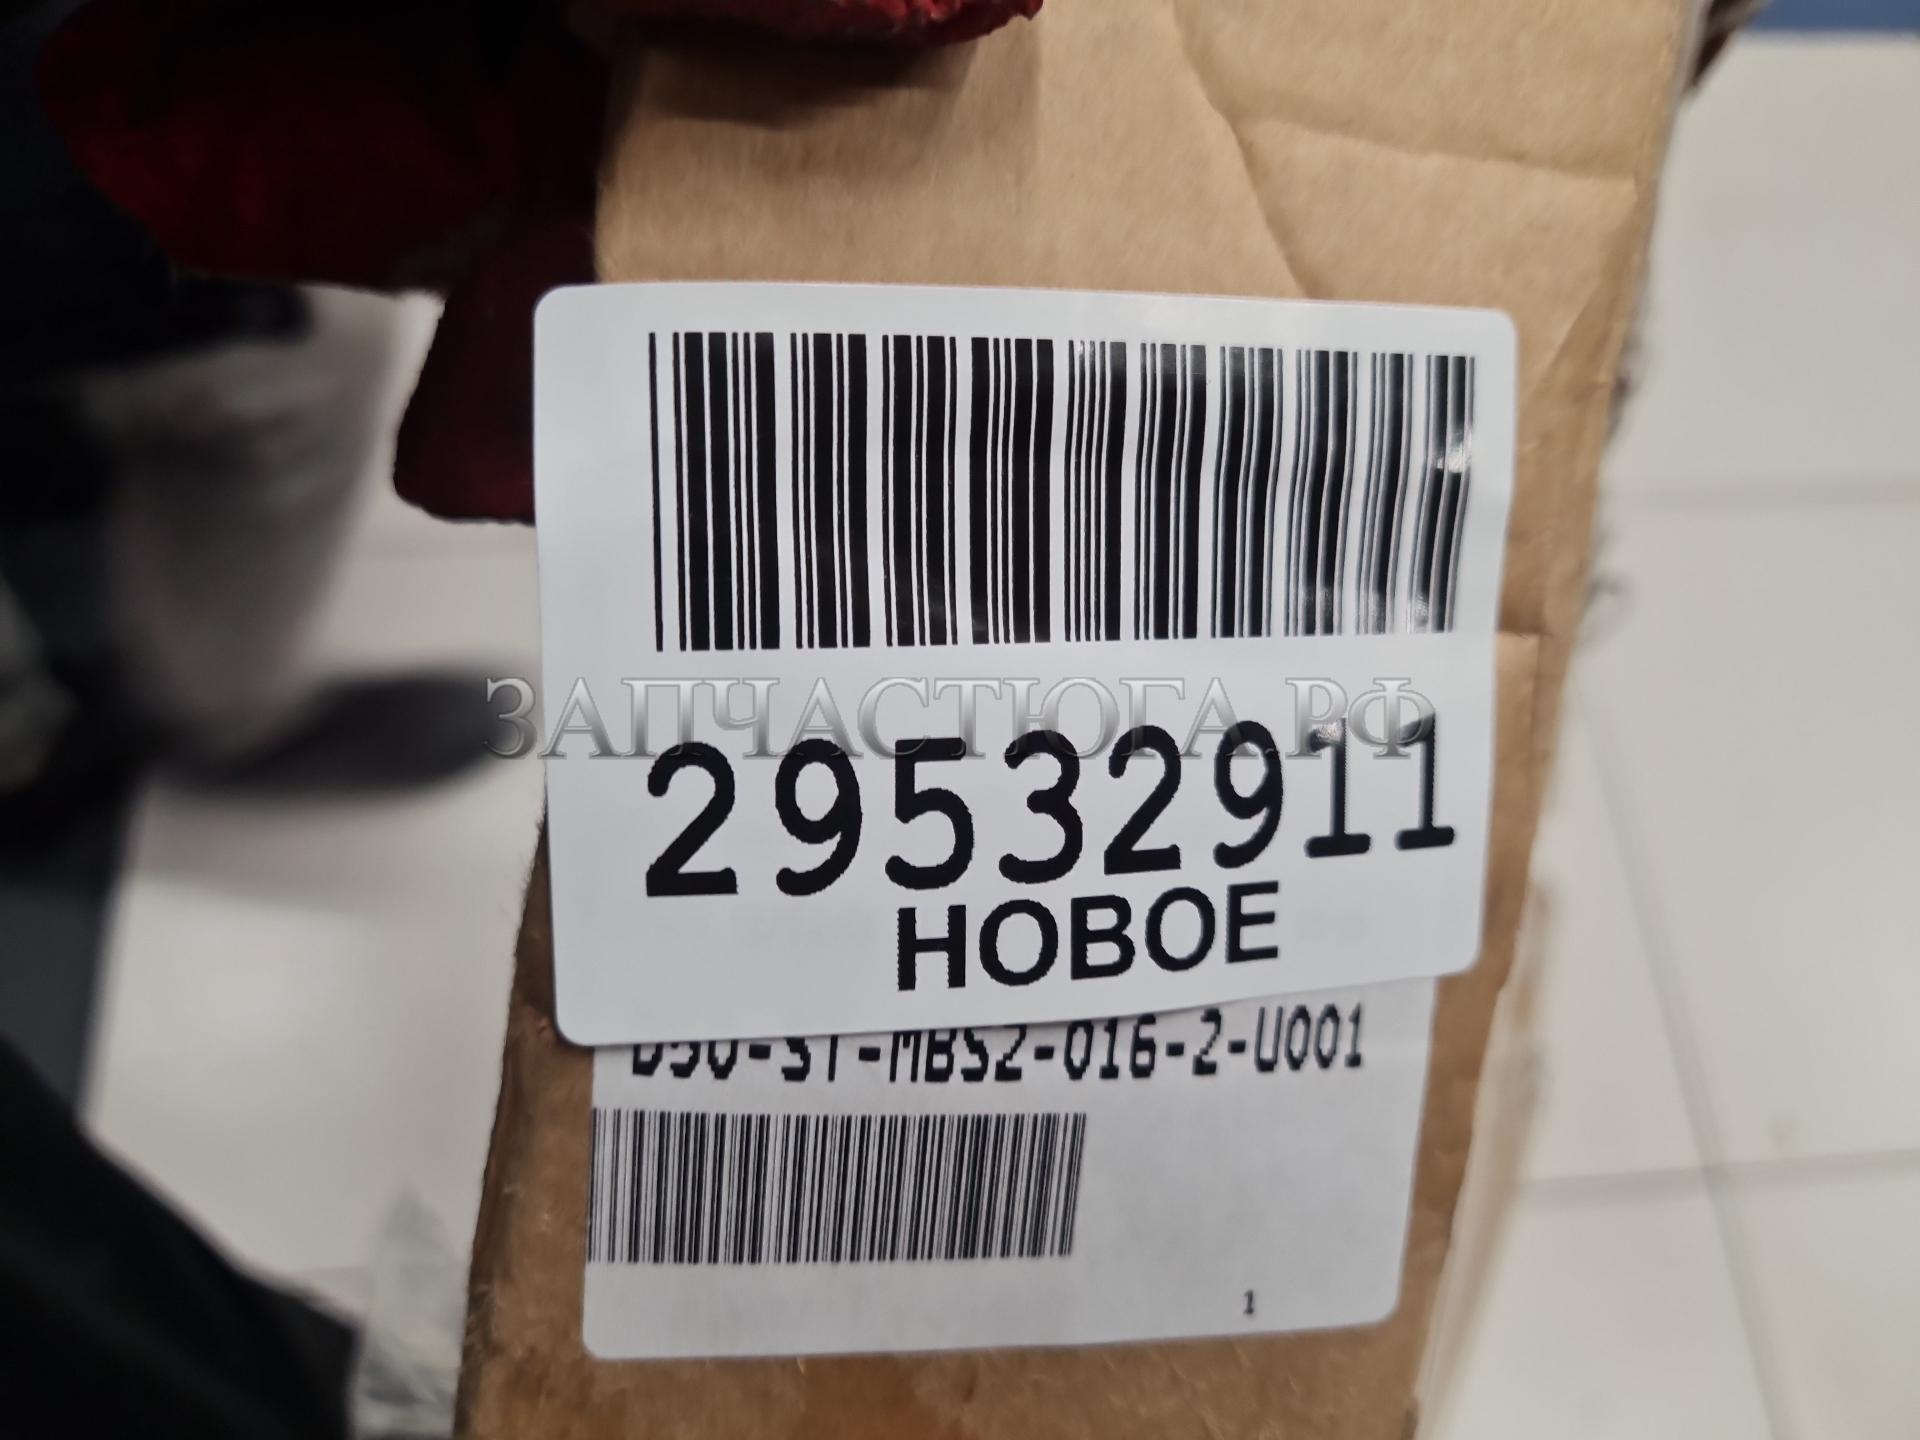 ЗАПЧАСТЮГА.РФ
29532911
НОВОЕ
D50-ST-MBS2-016-2-U001
1